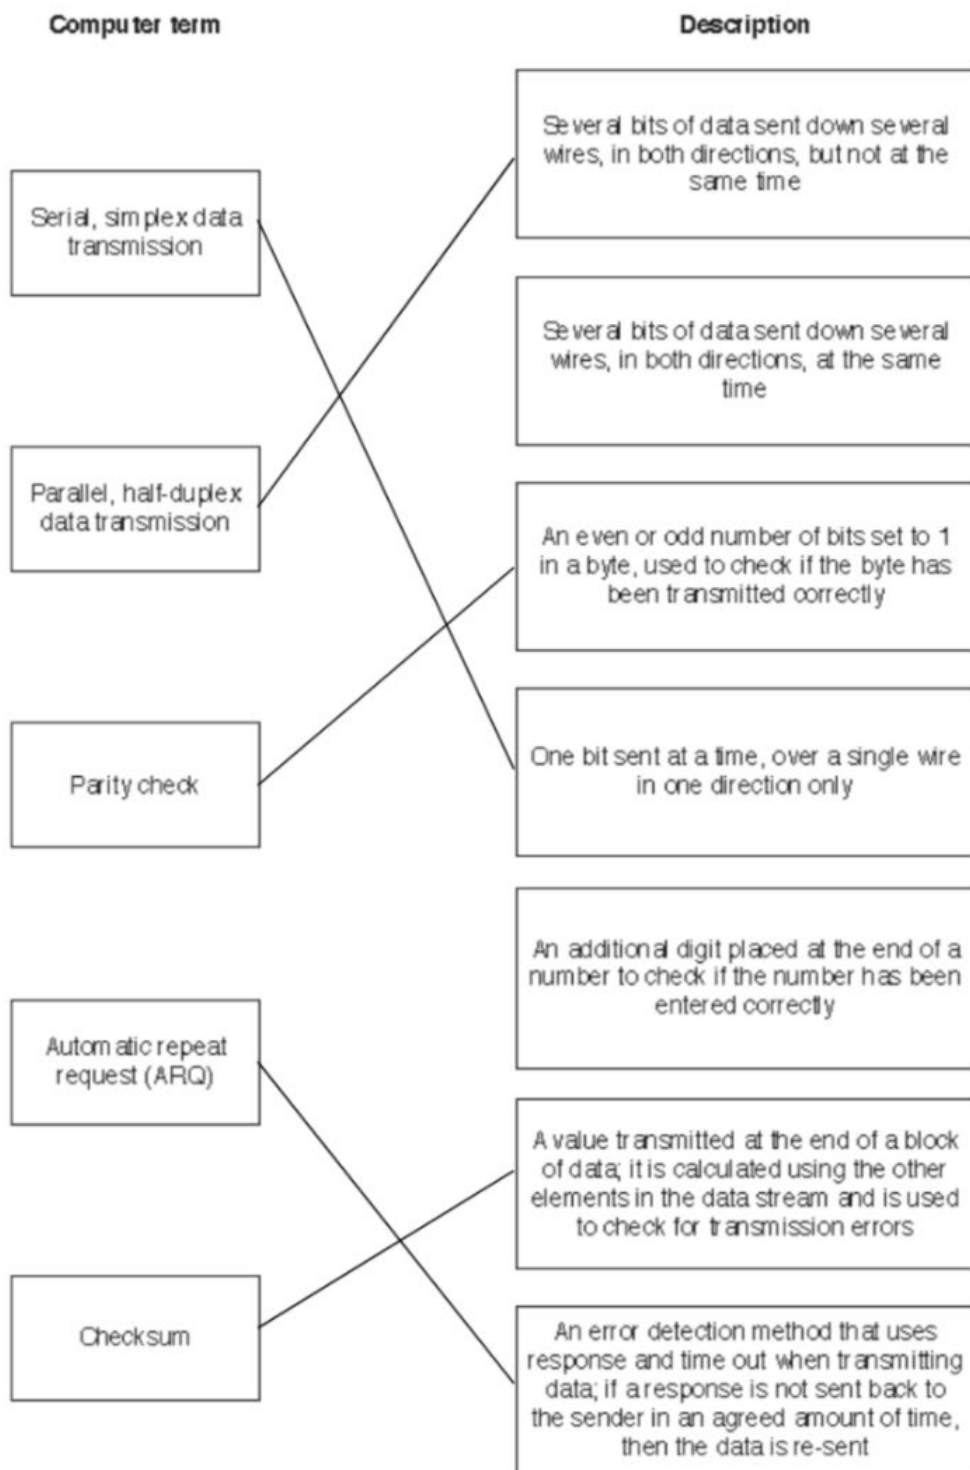 Computer term
Description
Serial, simplex data
transmission
Parallel, half-duplex
data transmission
Parity check
Automatic repeat
request (ARQ)
Checksum
Several bits of data sent down several
wires, in both directions, but not at the
same time
Several bits of data sent down several
wires, in both directions, at the same
time
An even or odd number of bits set to 1
in a byte, used to check if the byte has
been transmitted correctly
One bit sent at a time, over a single wire
in one direction only
An additional digit placed at the end of a
number to check if the number has been
entered correctly
A value transmitted at the end of a block
of data; it is calculated using the other
elements in the data stream and is used
to check for transmission errors
An error detection method that uses
response and time out when transmitting
data; if a response is not sent back to
the sender in an agreed amount of time,
then the data is re-sent